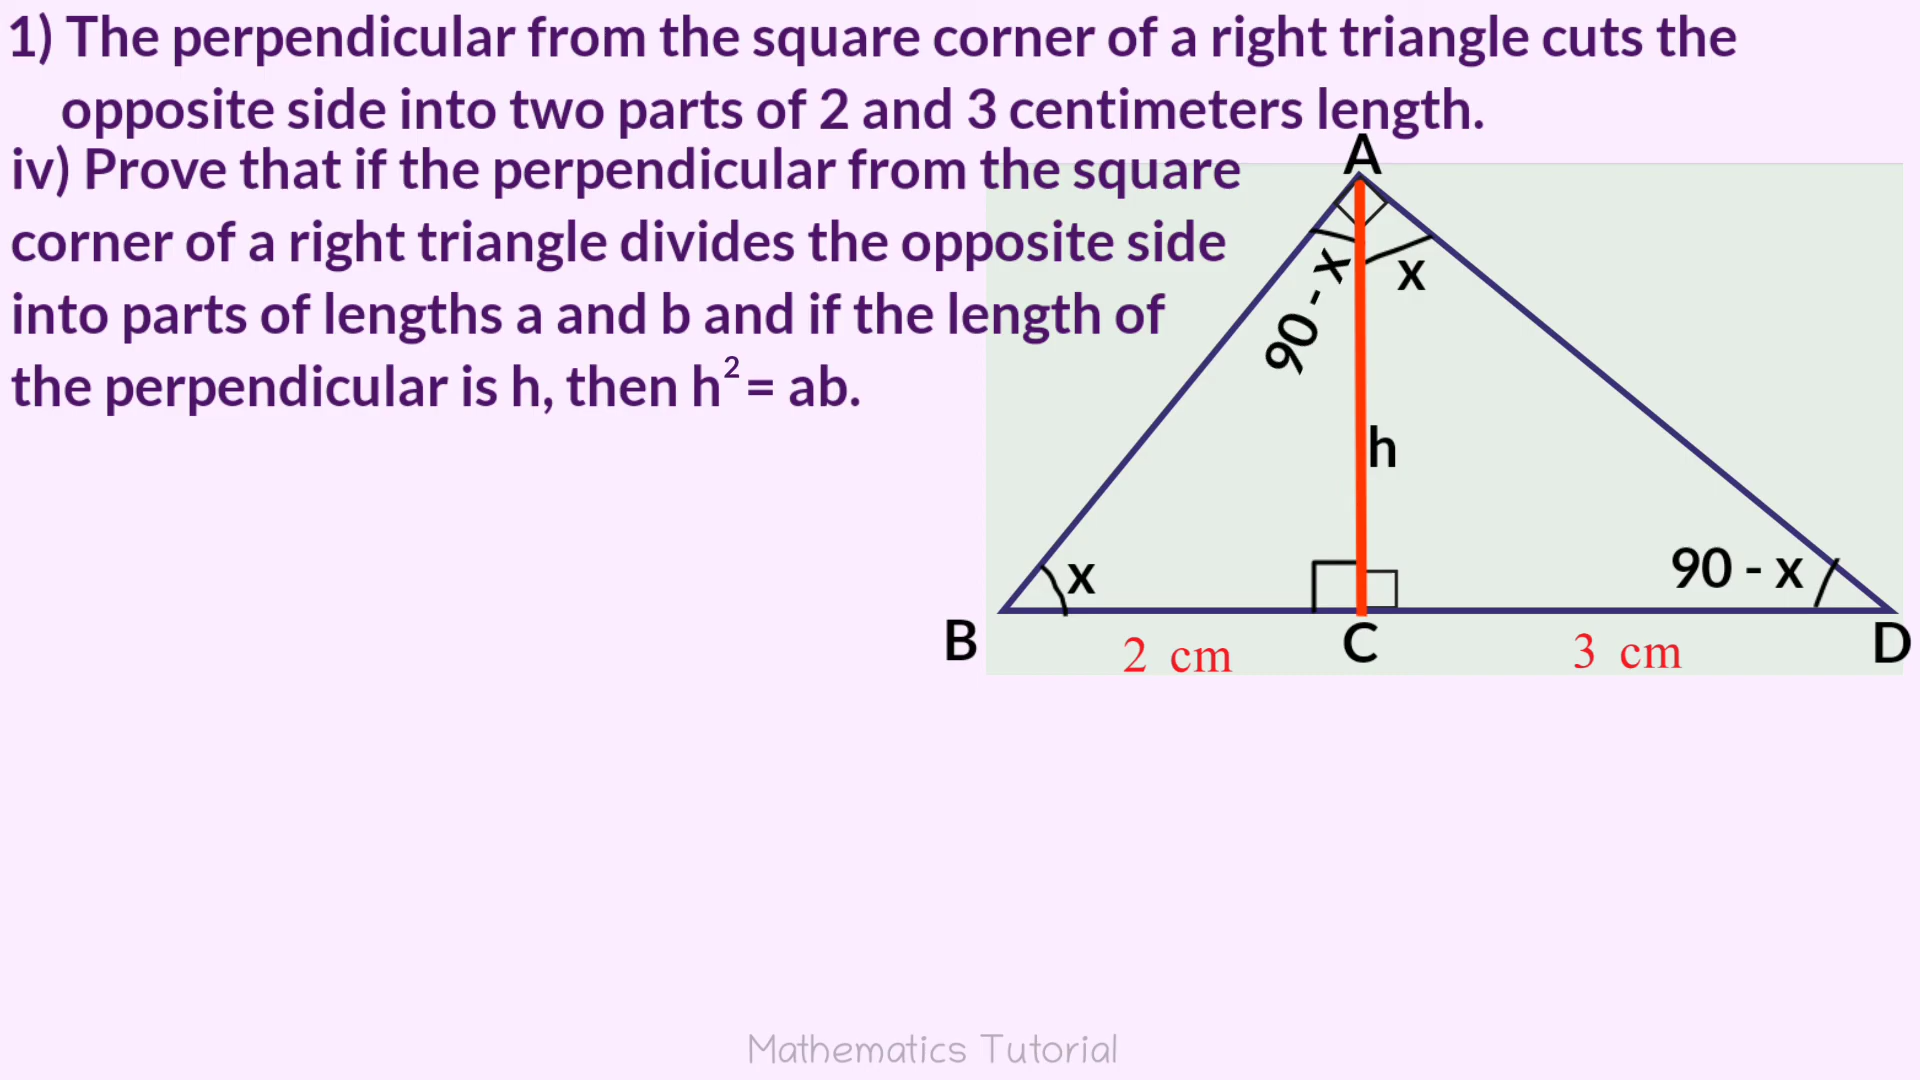 1) The perpendicular from the square corner of a right triangle cuts the
opposite side into two parts of 2 and 3 centimeters length.
iv) Prove that if the perpendicular from the square
corner of a right triangle divides the opposite side
into parts of lengths a and b and if the length of
the perpendicular is h, then h² = ab.
A
90 - x
x
h
x
90 - x
B
C
D
2 cm
3 cm
Mathematics Tutorial